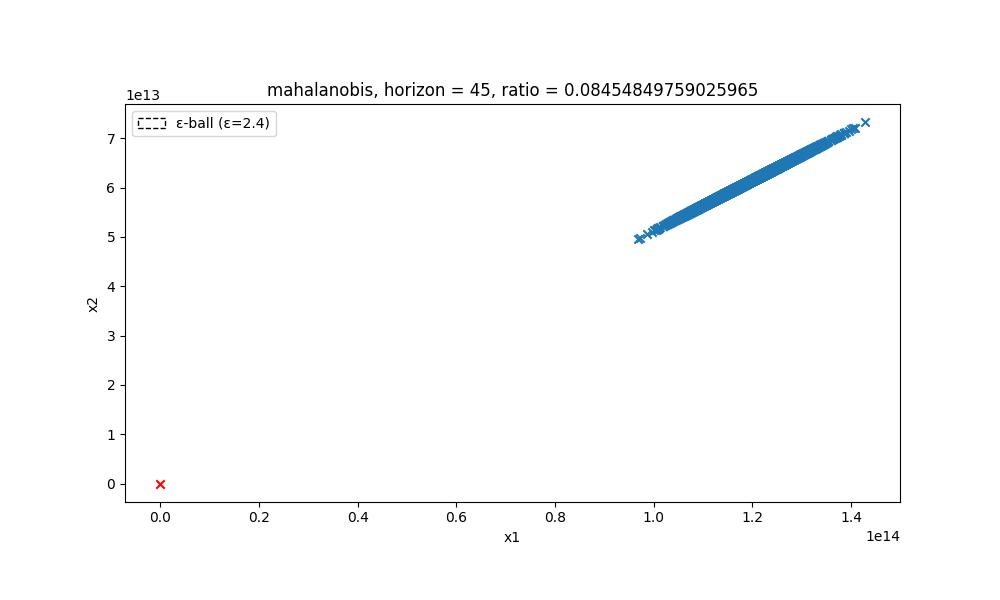 mahalanobis, horizon = 45, ratio = 0.08454849759025965
1e13
ε-ball (ε=2.4)
7
6
5
4
3
2
1
0
x2
0.0 0.2 0.4 0.6 0.8 1.0 1.2 1.4
x1
1e14